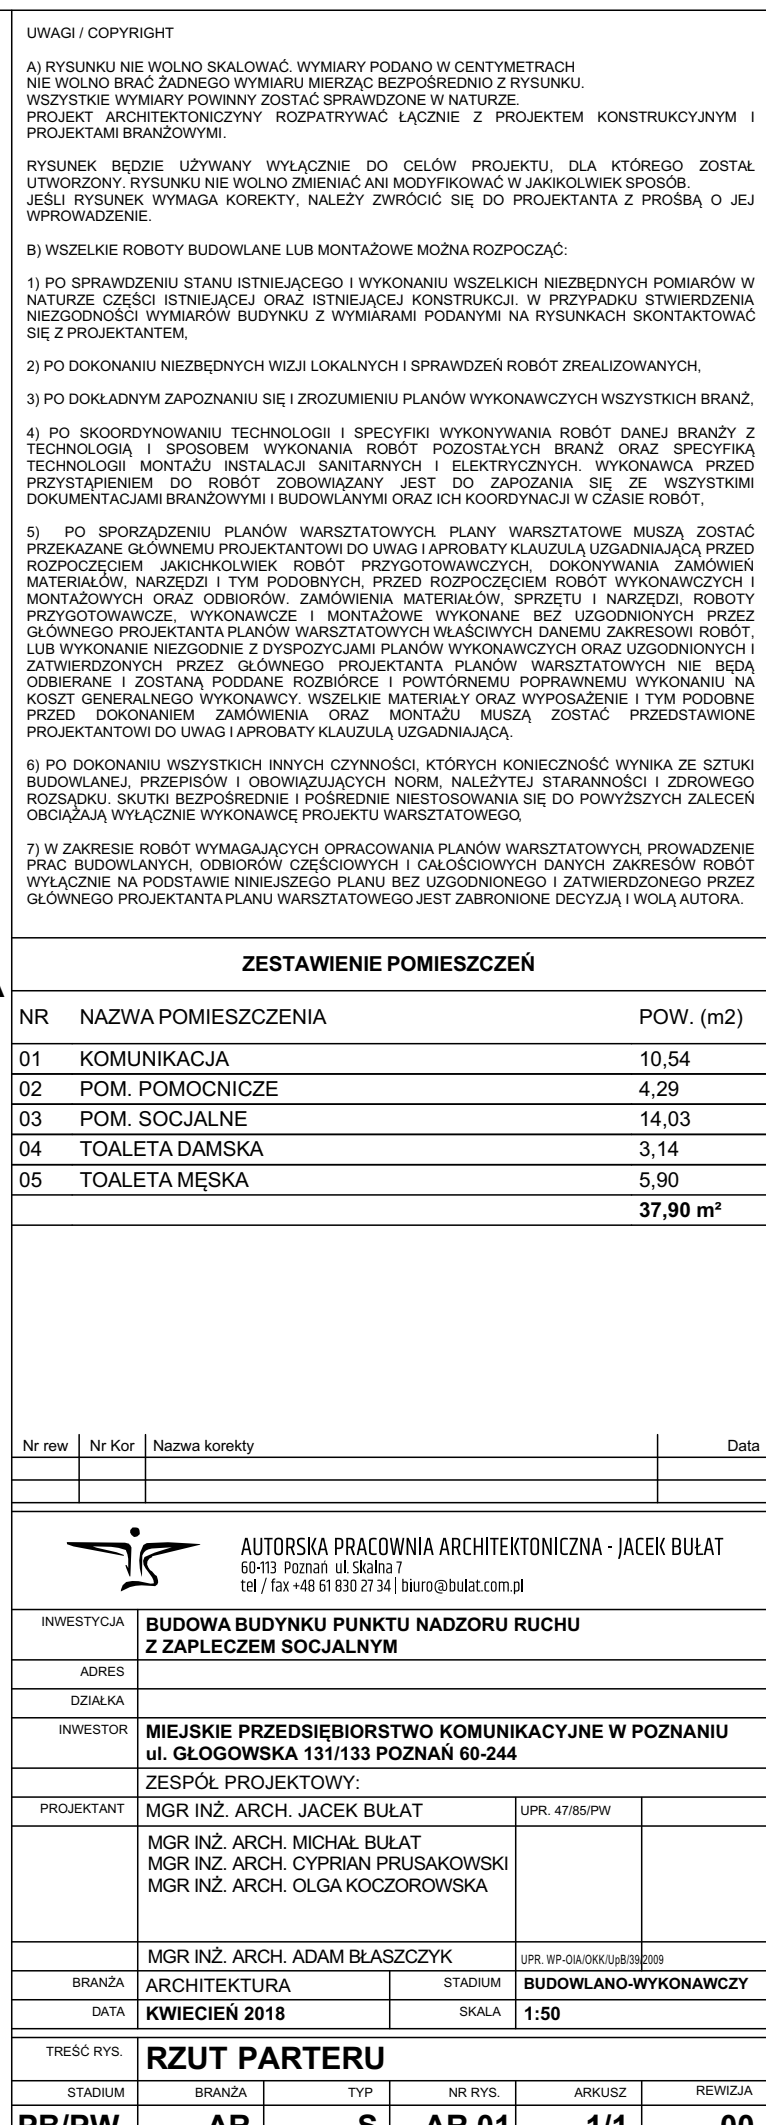 UWAGI / COPYRIGHT
A) RYSUNKU NIE WOLNO SKALOWAĆ. WYMIARY PODANO W CENTYMETRACH
NIE WOLNO BRAĆ ŻADNEGO WYMIARU MIERZĄC BEZPOŚREDNIO Z RYSUNKU.
WSZYSTKIE WYMIARY POWINNY ZOSTAĆ SPRAWDZONE W NATURZE.
PROJEKT ARCHITEKTONICZYNY ROZPATRYWAĆ ŁĄCZNIE Z PROJEKTEM KONSTRUKCYJNYM I
PROJEKTAMI BRANŻOWYMI.
RYSUNEK BĘDZIE UŻYWANY WYŁĄCZNIE DO CELÓW PROJEKTU, DLA KTÓREGO ZOSTAŁ
UTWORZONY. RYSUNKU NIE WOLNO ZMIENIAĆ ANI MODYFIKOWAĆ W JAKIKOLWIEK SPOSÓB.
JEŚLI RYSUNEK WYMAGA KOREKTY, NALEŻY ZWRÓCIĆ SIĘ DO PROJEKTANTA Z PROŚBĄ O JEJ
WPROWADZENIE.
B) WSZELKIE ROBOTY BUDOWLANE LUB MONTAŻOWE MOŻNA ROZPOCZĄĆ:
1) PO SPRAWDZENIU STANU ISTNIEJĄCEGO I WYKONANIU WSZELKICH NIEZBĘDNYCH POMIARÓW W
NATURZE CZĘŚCI ISTNIEJĄCEJ ORAZ ISTNIEJĄCEJ KONSTRUKCJI. W PRZYPADKU STWIERDZENIA
NIEZGODNOŚCI WYMIARÓW BUDYNKU Z WYMIARAMI PODANYMI NA RYSUNKACH SKONTAKTOWAĆ
SIĘ Z PROJEKTANTEM,
2) PO DOKONANIU NIEZBĘDNYCH WIZJI LOKALNYCH I SPRAWDZEŃ ROBÓT ZREALIZOWANYCH,
3) PO DOKŁADNYM ZAPOZNANIU SIĘ I ZROZUMIENIU PLANÓW WYKONAWCZYCH WSZYSTKICH BRANŻ,
4) PO SKOORDYNOWANIU TECHNOLOGII I SPECYFIKI WYKONYWANIA ROBÓT DANEJ BRANŻY Z
TECHNOLOGIĄ I SPOSOBEM WYKONANIA ROBÓT POZOSTAŁYCH BRANŻ ORAZ SPECYFIKĄ
TECHNOLOGII MONTAŻU INSTALACJI SANITARNYCH I ELEKTRYCZNYCH. WYKONAWCA PRZED
PRZYSTĄPIENIEM DO ROBÓT ZOBOWIĄZANY JEST DO ZAPOZANIA SIĘ ZE WSZYSTKIMI
DOKUMENTACJAMI BRANŻOWYMI I BUDOWLANYMI ORAZ ICH KOORDYNACJI W CZASIE ROBÓT,
5) PO SPORZĄDZENIU PLANÓW WARSZTATOWYCH. PLANY WARSZTATOWE MUSZĄ ZOSTAĆ
PRZEKAZANE GŁÓWNEMU PROJEKTANTOWI DO UWAG I APROBATY KLAUZULĄ UZGADNIAJĄCĄ PRZED
ROZPOCZĘCIEM JAKICHKOLWIEK ROBÓT PRZYGOTOWAWCZYCH, DOKONYWANIA ZAMÓWIEŃ
MATERIAŁÓW, NARZĘDZI I TYM PODOBNYCH, PRZED ROZPOCZĘCIEM ROBÓT WYKONAWCZYCH I
MONTAŻOWYCH ORAZ ODBIORÓW. ZAMÓWIENIA MATERIAŁÓW, SPRZĘTU I NARZĘDZI, ROBOTY
PRZYGOTOWAWCZE, WYKONAWCZE I MONTAŻOWE WYKONANE BEZ UZGODNIONYCH PRZEZ
GŁÓWNEGO PROJEKTANTA PLANÓW WARSZTATOWYCH WŁAŚCIWYCH DANEMU ZAKRESOWI ROBÓT,
LUB WYKONANIE NIEZGODNIE Z DYSPOZYCJAMI PLANÓW WYKONAWCZYCH ORAZ UZGODNIONYCH I
ZATWIERDZONYCH PRZEZ GŁÓWNEGO PROJEKTANTA PLANÓW WARSZTATOWYCH NIE BĘDĄ
ODBIERANE I ZOSTANĄ PODDANE ROZBIÓRCE I POWTÓRNEMU POPRAWNEMU WYKONANIU NA
KOSZT GENERALNEGO WYKONAWCY. WSZELKIE MATERIAŁY ORAZ WYPOSAŻENIE I TYM PODOBNE
PRZED DOKONANIEM ZAMÓWIENIA ORAZ MONTAŻU MUSZĄ ZOSTAĆ PRZEDSTAWIONE
PROJEKTANTOWI DO UWAG I APROBATY KLAUZULĄ UZGADNIAJĄCĄ.
6) PO DOKONANIU WSZYSTKICH INNYCH CZYNNOŚCI, KTÓRYCH KONIECZNOŚĆ WYNIKA ZE SZTUKI
BUDOWLANEJ, PRZEPISÓW I OBOWIĄZUJĄCYCH NORM, NALEŻYTEJ STARANNOŚCI I ZDROWEGO
ROZSĄDKU. SKUTKI BEZPOŚREDNIE I POŚREDNIE NIESTOSOWANIA SIĘ DO POWYŻSZYCH ZALECEŃ
OBCIĄŻAJĄ WYŁĄCZNIE WYKONAWCĘ PROJEKTU WARSZTATOWEGO,
7) W ZAKRESIE ROBÓT WYMAGAJĄCYCH OPRACOWANIA PLANÓW WARSZTATOWYCH, PROWADZENIE
PRAC BUDOWLANYCH, ODBIORÓW CZĘŚCIOWYCH I CAŁOŚCIOWYCH DANYCH ZAKRESÓW ROBÓT
WYŁĄCZNIE NA PODSTAWIE NINIEJSZEGO PLANU BEZ UZGODNIONEGO I ZATWIERDZONEGO PRZEZ
GŁÓWNEGO PROJEKTANTA PLANU WARSZTATOWEGO JEST ZABRONIONE DECYZJĄ I WOLĄ AUTORA.
ZESTAWIENIE POMIESZCZEŃ
NR NAZWA POMIESZCZENIA POW. (m2)
01 KOMUNIKACJA 10,54
02 POM. POMOCNICZE 4,29
03 POM. SOCJALNE 14,03
04 TOALETA DAMSKA 3,14
05 TOALETA MĘSKA 5,90
37,90 m²
Nr rew Nr Kor Nazwa korekty Data
AUTORSKA PRACOWNIA ARCHITEKTONICZNA - JACEK BUŁAT
60-113 Poznań ul. Skalna 7
tel / fax +48 61 830 27 34 | biuro@bulat.com.pl
INWESTYCJA BUDOWA BUDYNKU PUNKTU NADZORU RUCHU
Z ZAPLECZEM SOCJALNYM
ADRES
DZIAŁKA
INWESTOR MIEJSKIE PRZEDSIĘBIORSTWO KOMUNIKACYJNE W POZNANIU
ul. GŁOGOWSKA 131/133 POZNAŃ 60-244
ZESPÓŁ PROJEKTOWY:
PROJEKTANT MGR INŻ. ARCH. JACEK BUŁAT UPR. 47/85/PW
MGR INŻ. ARCH. MICHAŁ BUŁAT
MGR INZ. ARCH. CYPRIAN PRUSAKOWSKI
MGR INŻ. ARCH. OLGA KOCZOROWSKA
MGR INŻ. ARCH. ADAM BŁASZCZYK UPR. WP-OIA/OKK/UpB/39/2009
BRANŻA ARCHITEKTURA STADIUM BUDOWLANO-WYKONAWCZY
DATA KWIECIEŃ 2018 SKALA 1:50
TREŚĆ RYS. RZUT PARTERU
STADIUM BRANŻA TYP NR RYS. ARKUSZ REWIZJA
PB/PW AR S AR-01 1/1 00